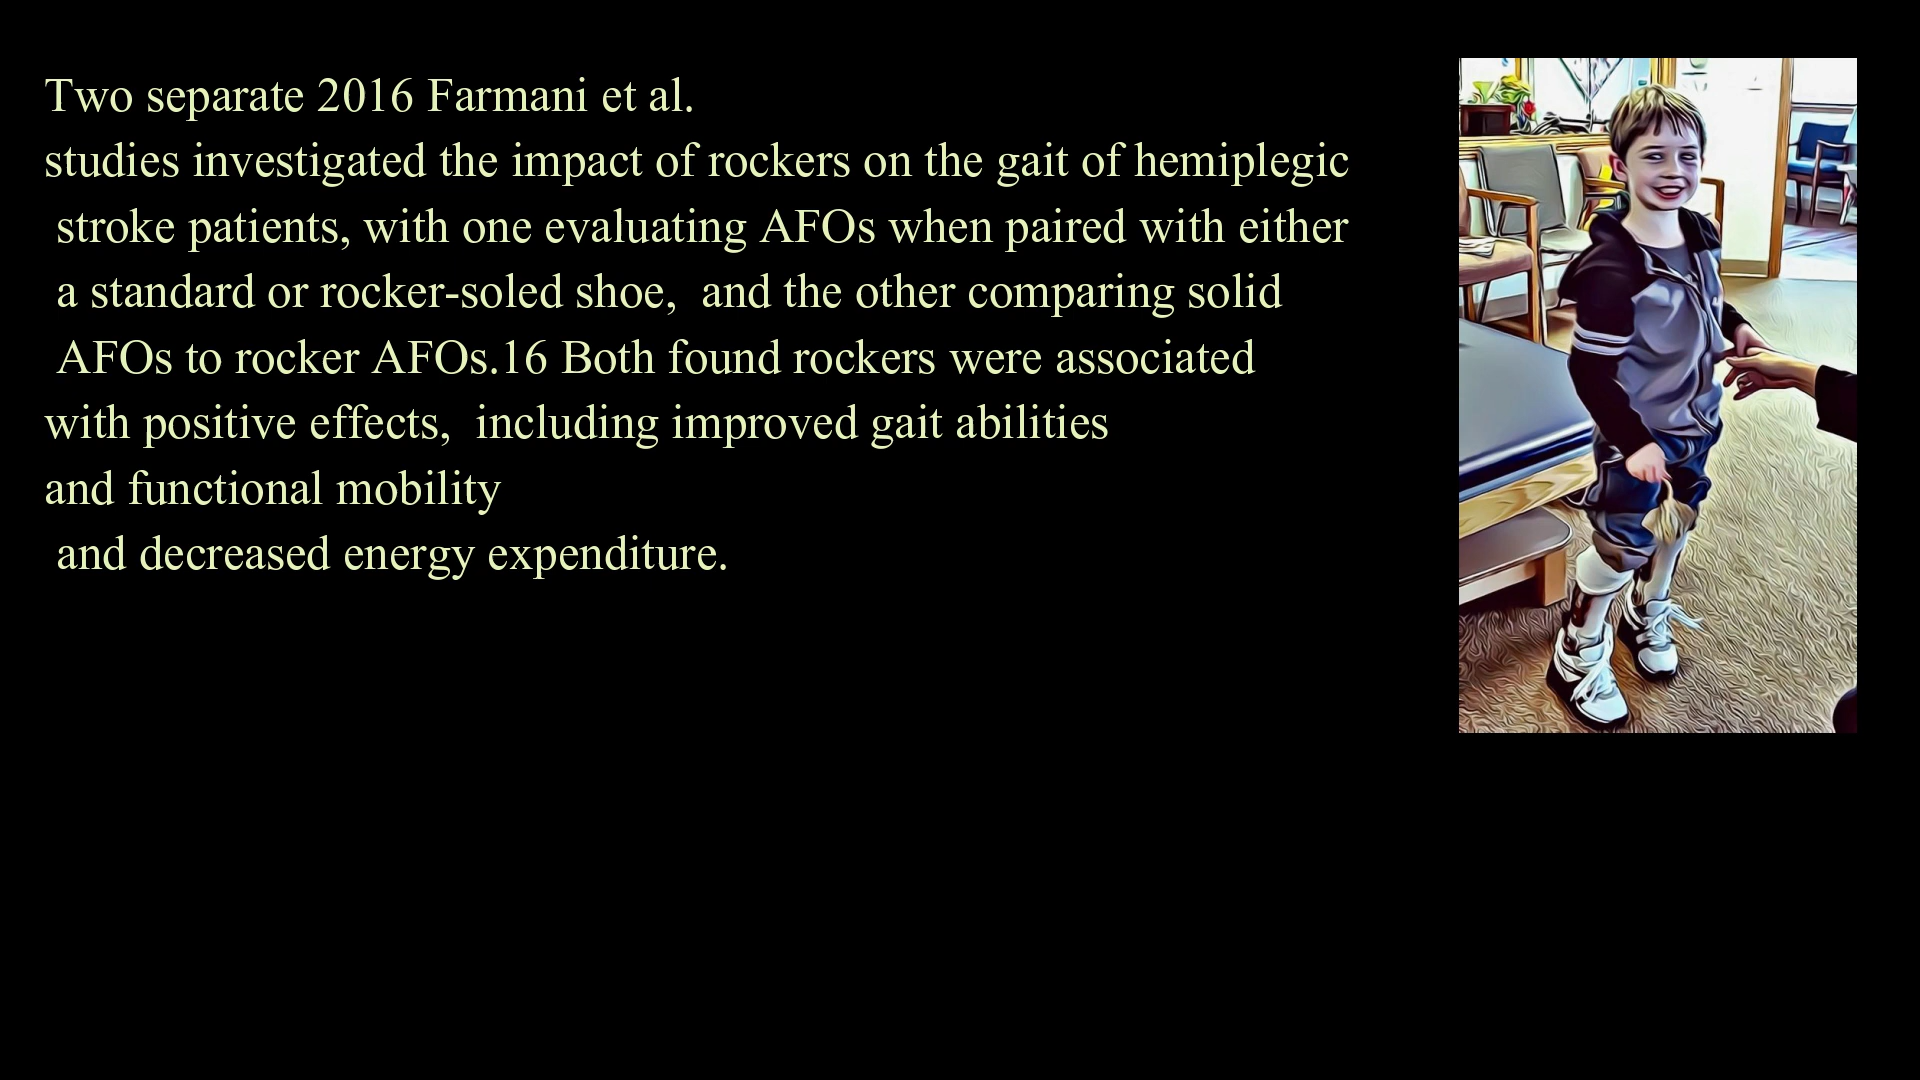 Two separate 2016 Farmani et al.
studies investigated the impact of rockers on the gait of hemiplegic
stroke patients, with one evaluating AFOs when paired with either
a standard or rocker-soled shoe,  and the other comparing solid
AFOs to rocker AFOs.16 Both found rockers were associated
with positive effects,  including improved gait abilities
and functional mobility
and decreased energy expenditure.